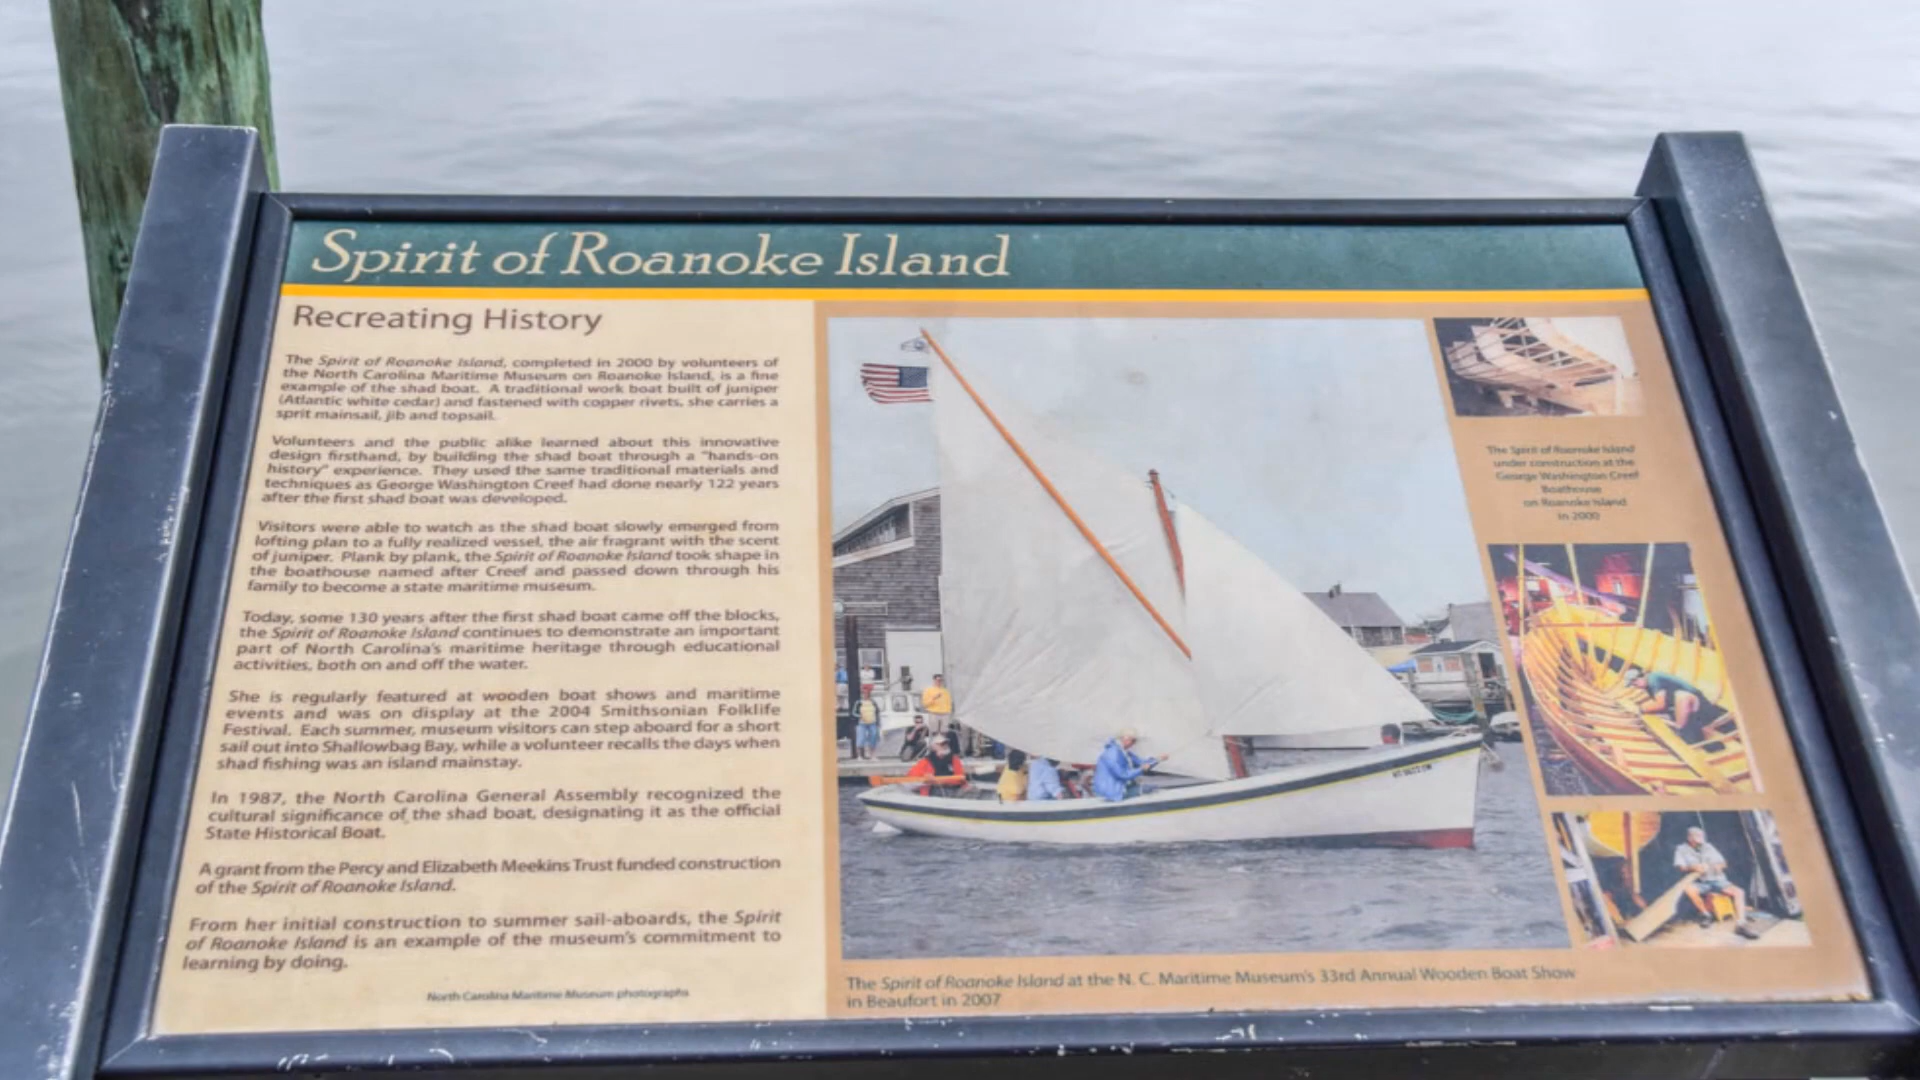 Spirit of Roanoke Island
Recreating History
The Spirit of Roanoke Island, completed in 2000 by volunteers of
the North Carolina Maritime Museum on Roanoke Island, is a fine
example of the shad boat. A traditional work boat built of juniper
(Atlantic white cedar) and fastened with copper rivets, she carries a
sprit mainsail, jib and topsail.
Volunteers and the public alike learned about this innovative
design firsthand, by building the shad boat through a "hands-on
history" experience. They used the same traditional materials and
techniques as George Washington Creef had done nearly 122 years
after the first shad boat was developed.
Visitors were able to watch as the shad boat slowly emerged from
lofting plan to a fully realized vessel, the air fragrant with the scent
of juniper. Plank by plank, the Spirit of Roanoke Island took shape in
the boathouse named after Creef and passed down through his
family to become a state maritime museum.
Today, some 130 years after the first shad boat came off the blocks,
the Spirit of Roanoke Island continues to demonstrate an important
part of North Carolina's maritime heritage through educational
activities, both on and off the water.
She is regularly featured at wooden boat shows and maritime
events and was on display at the 2004 Smithsonian Folklife
Festival. Each summer, museum visitors can step aboard for a short
sail out into Shallowbag Bay, while a volunteer recalls the days when
shad fishing was an island mainstay.
In 1987, the North Carolina General Assembly recognized the
cultural significance of the shad boat, designating it as the official
State Historical Boat.
A grant from the Percy and Elizabeth Meekins Trust funded construction
of the Spirit of Roanoke Island.
From her initial construction to summer sail-aboards, the Spirit
of Roanoke Island is an example of the museum's commitment to
learning by doing.
North Carolina Maritime Museum photographs
The Spirit of Roanoke Island
under construction at the
George Washington Creef
Boathouse
on Roanoke Island
in 2000
The Spirit of Roanoke Island at the N. C. Maritime Museum's 33rd Annual Wooden Boat Show
in Beaufort in 2007